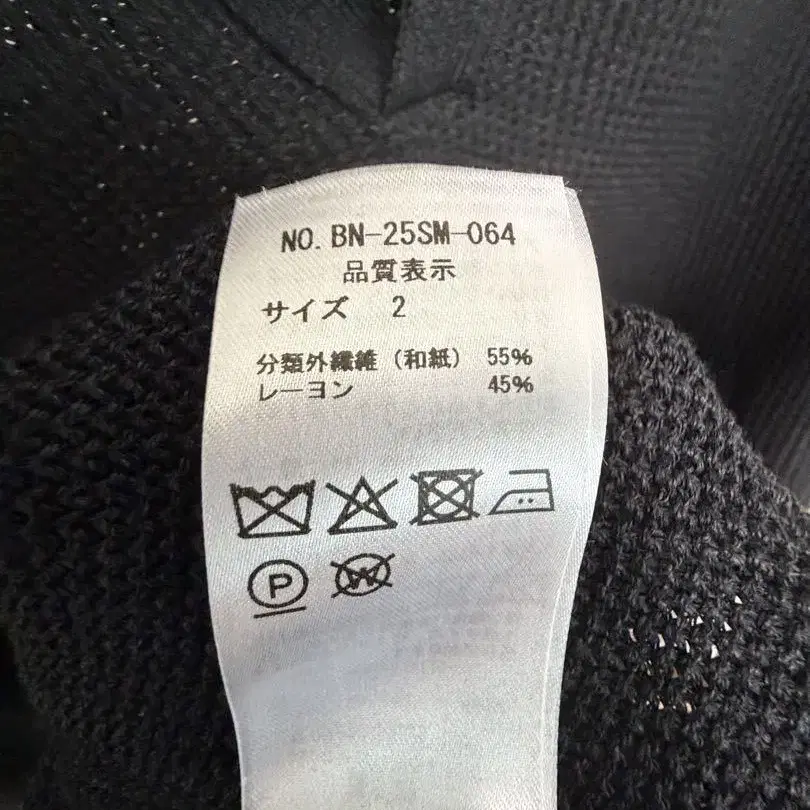 NO. BN-25SM-064
品質表示
サイズ 2
分類外繊維（和紙） 55%
レーヨン 45%
P W